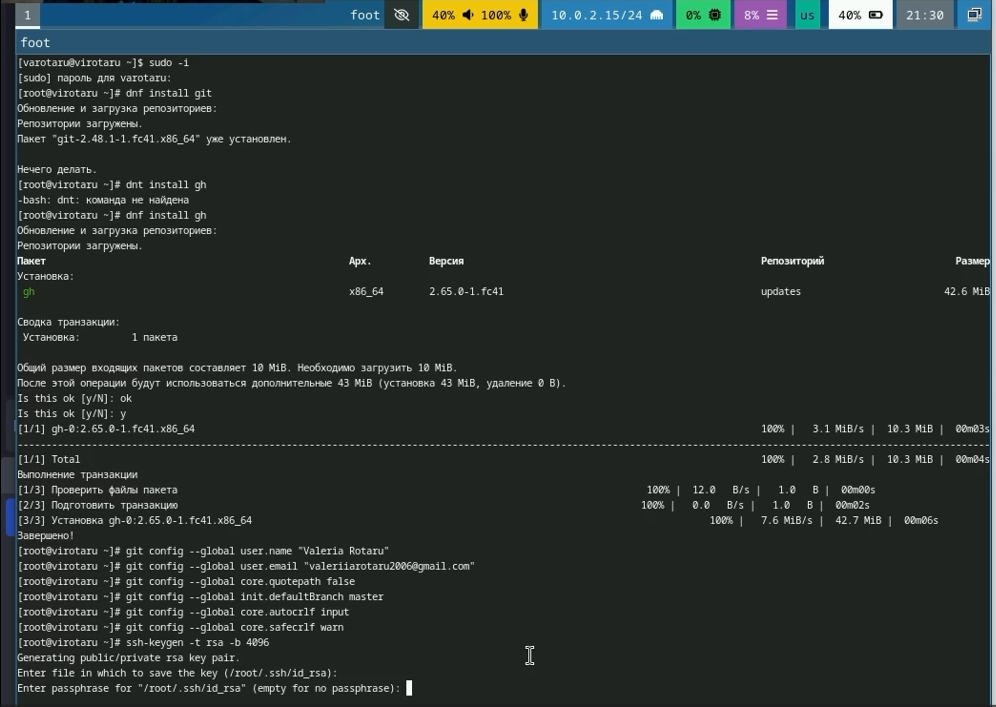 1 foot 40% 100% 10.0.2.15/24 0% 8% us 40% 21:30
foot
[varotaru@virotaru ~]$ sudo -i
[sudo] пароль для varotaru:
[root@virotaru ~]# dnf install git
Обновление и загрузка репозиториев:
Репозитории загружены.
Пакет "git-2.48.1-1.fc41.x86_64" уже установлен.
Нечего делать.
[root@virotaru ~]# dnt install gh
-bash: dnt: команда не найдена
[root@virotaru ~]# dnf install gh
Обновление и загрузка репозиториев:
Репозитории загружены.
Пакет Арх. Версия Репозиторий Размер
Установка:
gh x86_64 2.65.0-1.fc41 updates 42.6 MiB
Сводка транзакции:
Установка: 1 пакета
Общий размер входящих пакетов составляет 10 MiB. Необходимо загрузить 10 MiB.
После этой операции будут использоваться дополнительные 43 MiB (установка 43 MiB, удаление 0 B).
Is this ok [y/N]: ok
Is this ok [y/N]: y
[1/1] gh-0:2.65.0-1.fc41.x86_64 100% | 3.1 MiB/s | 10.3 MiB | 00m03s
--------------------------------------------------------------------------------
[1/1] Total 100% | 2.8 MiB/s | 10.3 MiB | 00m04s
Выполнение транзакции
[1/3] Проверить файлы пакета 100% | 12.0 B/s | 1.0 B | 00m00s
[2/3] Подготовить транзакцию 100% | 0.0 B/s | 1.0 B | 00m02s
[3/3] Установка gh-0:2.65.0-1.fc41.x86_64 100% | 7.6 MiB/s | 42.7 MiB | 00m06s
Завершено!
[root@virotaru ~]# git config --global user.name "Valeria Rotaru"
[root@virotaru ~]# git config --global user.email "valeriiarotaru2006@gmail.com"
[root@virotaru ~]# git config --global core.quotepath false
[root@virotaru ~]# git config --global init.defaultBranch master
[root@virotaru ~]# git config --global core.autocrlf input
[root@virotaru ~]# git config --global core.safecrlf warn
[root@virotaru ~]# ssh-keygen -t rsa -b 4096
Generating public/private rsa key pair.
Enter file in which to save the key (/root/.ssh/id_rsa):
Enter passphrase for "/root/.ssh/id_rsa" (empty for no passphrase):